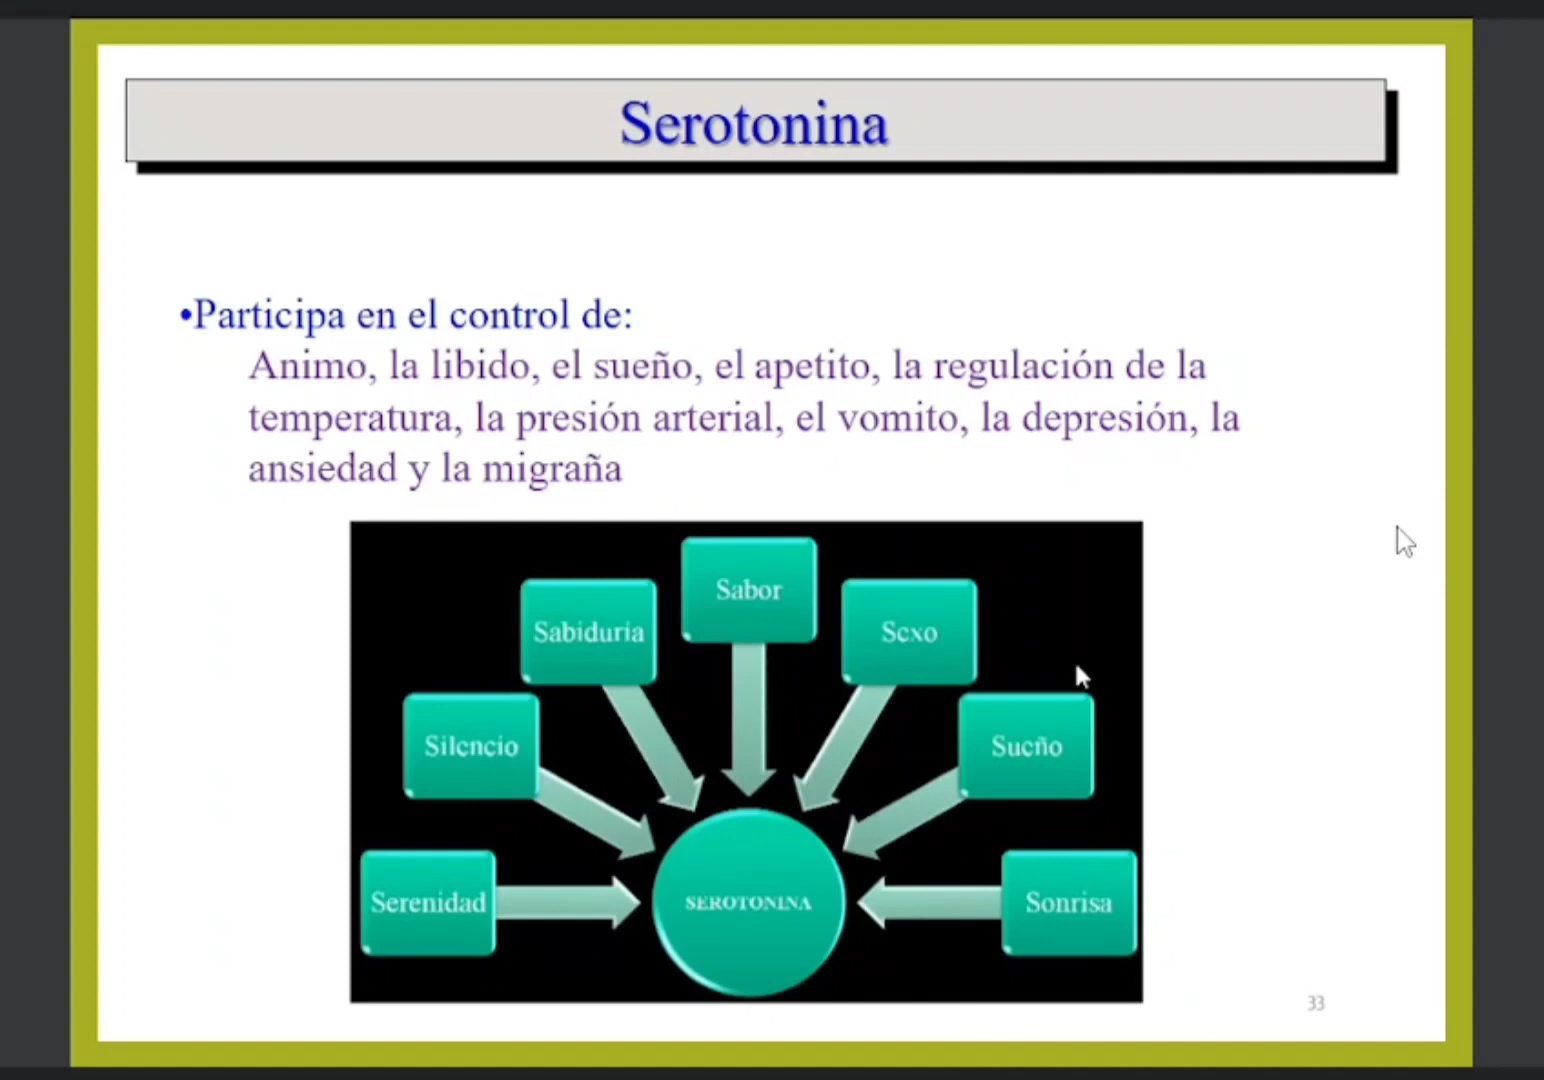 Serotonina
•Participa en el control de:
Animo, la libido, el sueño, el apetito, la regulación de la
temperatura, la presión arterial, el vomito, la depresión, la
ansiedad y la migraña
Sabor
Sabiduria
Sexo
Silencio
Sueño
Serenidad
SEROTONINA
Sonrisa
33